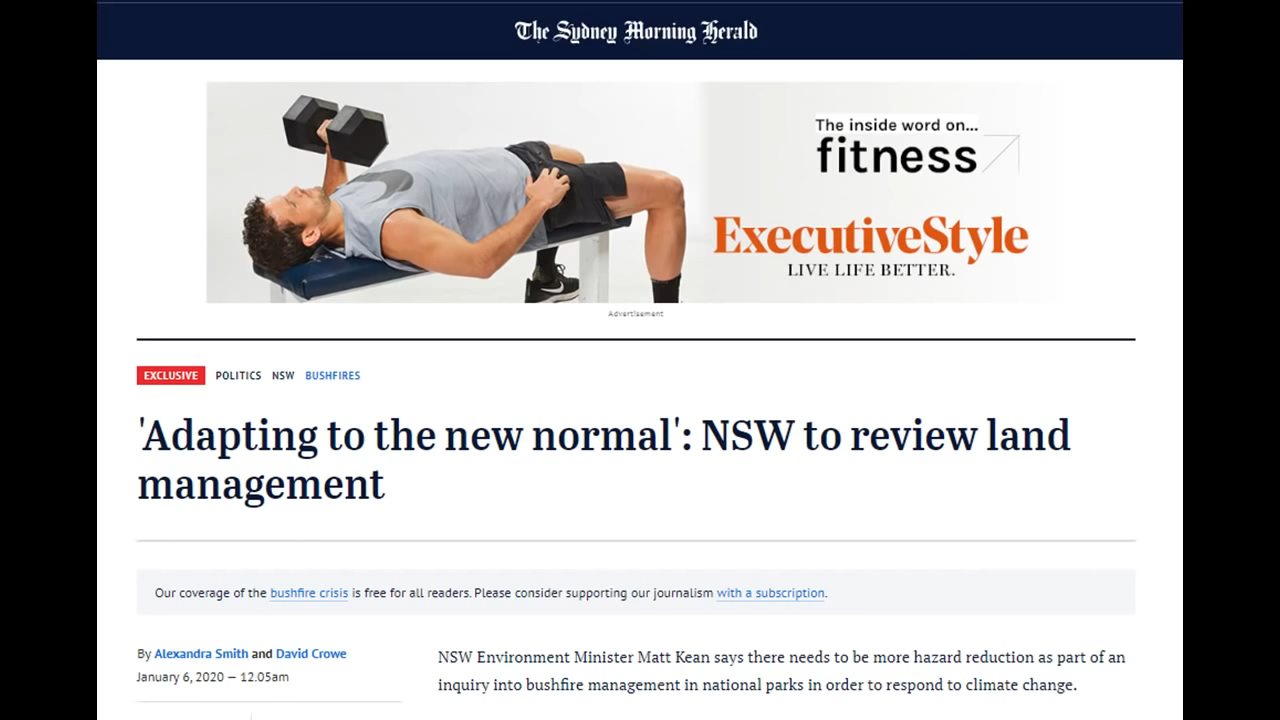 The Sydney Morning Herald
The inside word on...
fitness
ExecutiveStyle
LIVE LIFE BETTER.
Advertisement
EXCLUSIVE POLITICS NSW BUSHFIRES
'Adapting to the new normal': NSW to review land
management
Our coverage of the bushfire crisis is free for all readers. Please consider supporting our journalism with a subscription.
By Alexandra Smith and David Crowe
January 6, 2020 — 12.05am
NSW Environment Minister Matt Kean says there needs to be more hazard reduction as part of an
inquiry into bushfire management in national parks in order to respond to climate change.